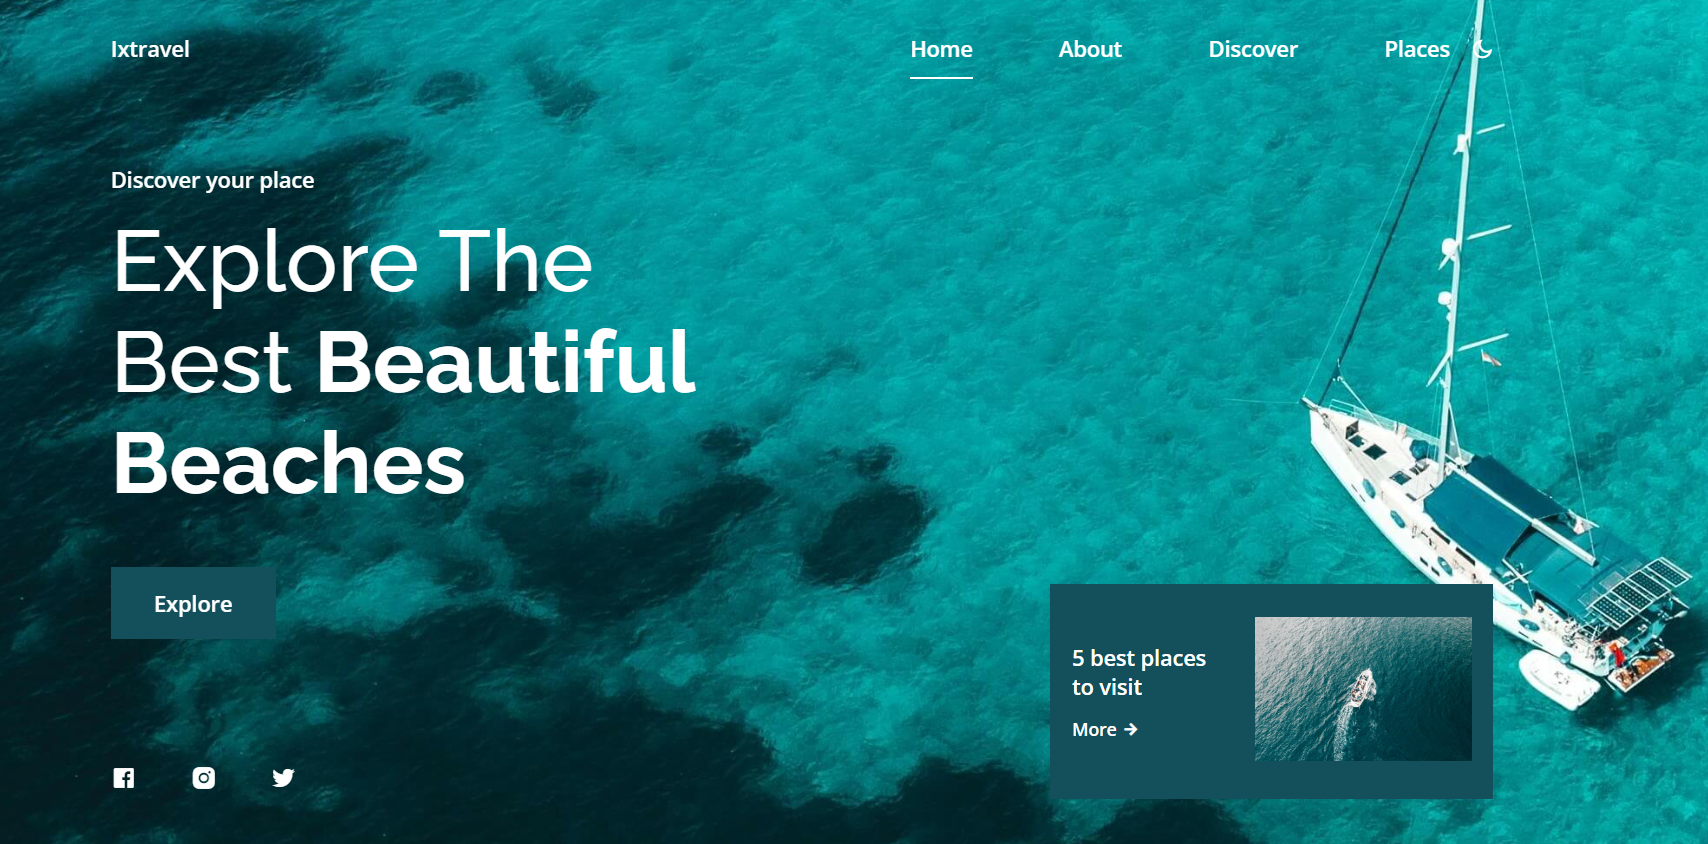 Ixtravel
Home
About
Discover
Places
Discover your place
Explore The
Best Beautiful
Beaches
Explore
5 best places
to visit
More